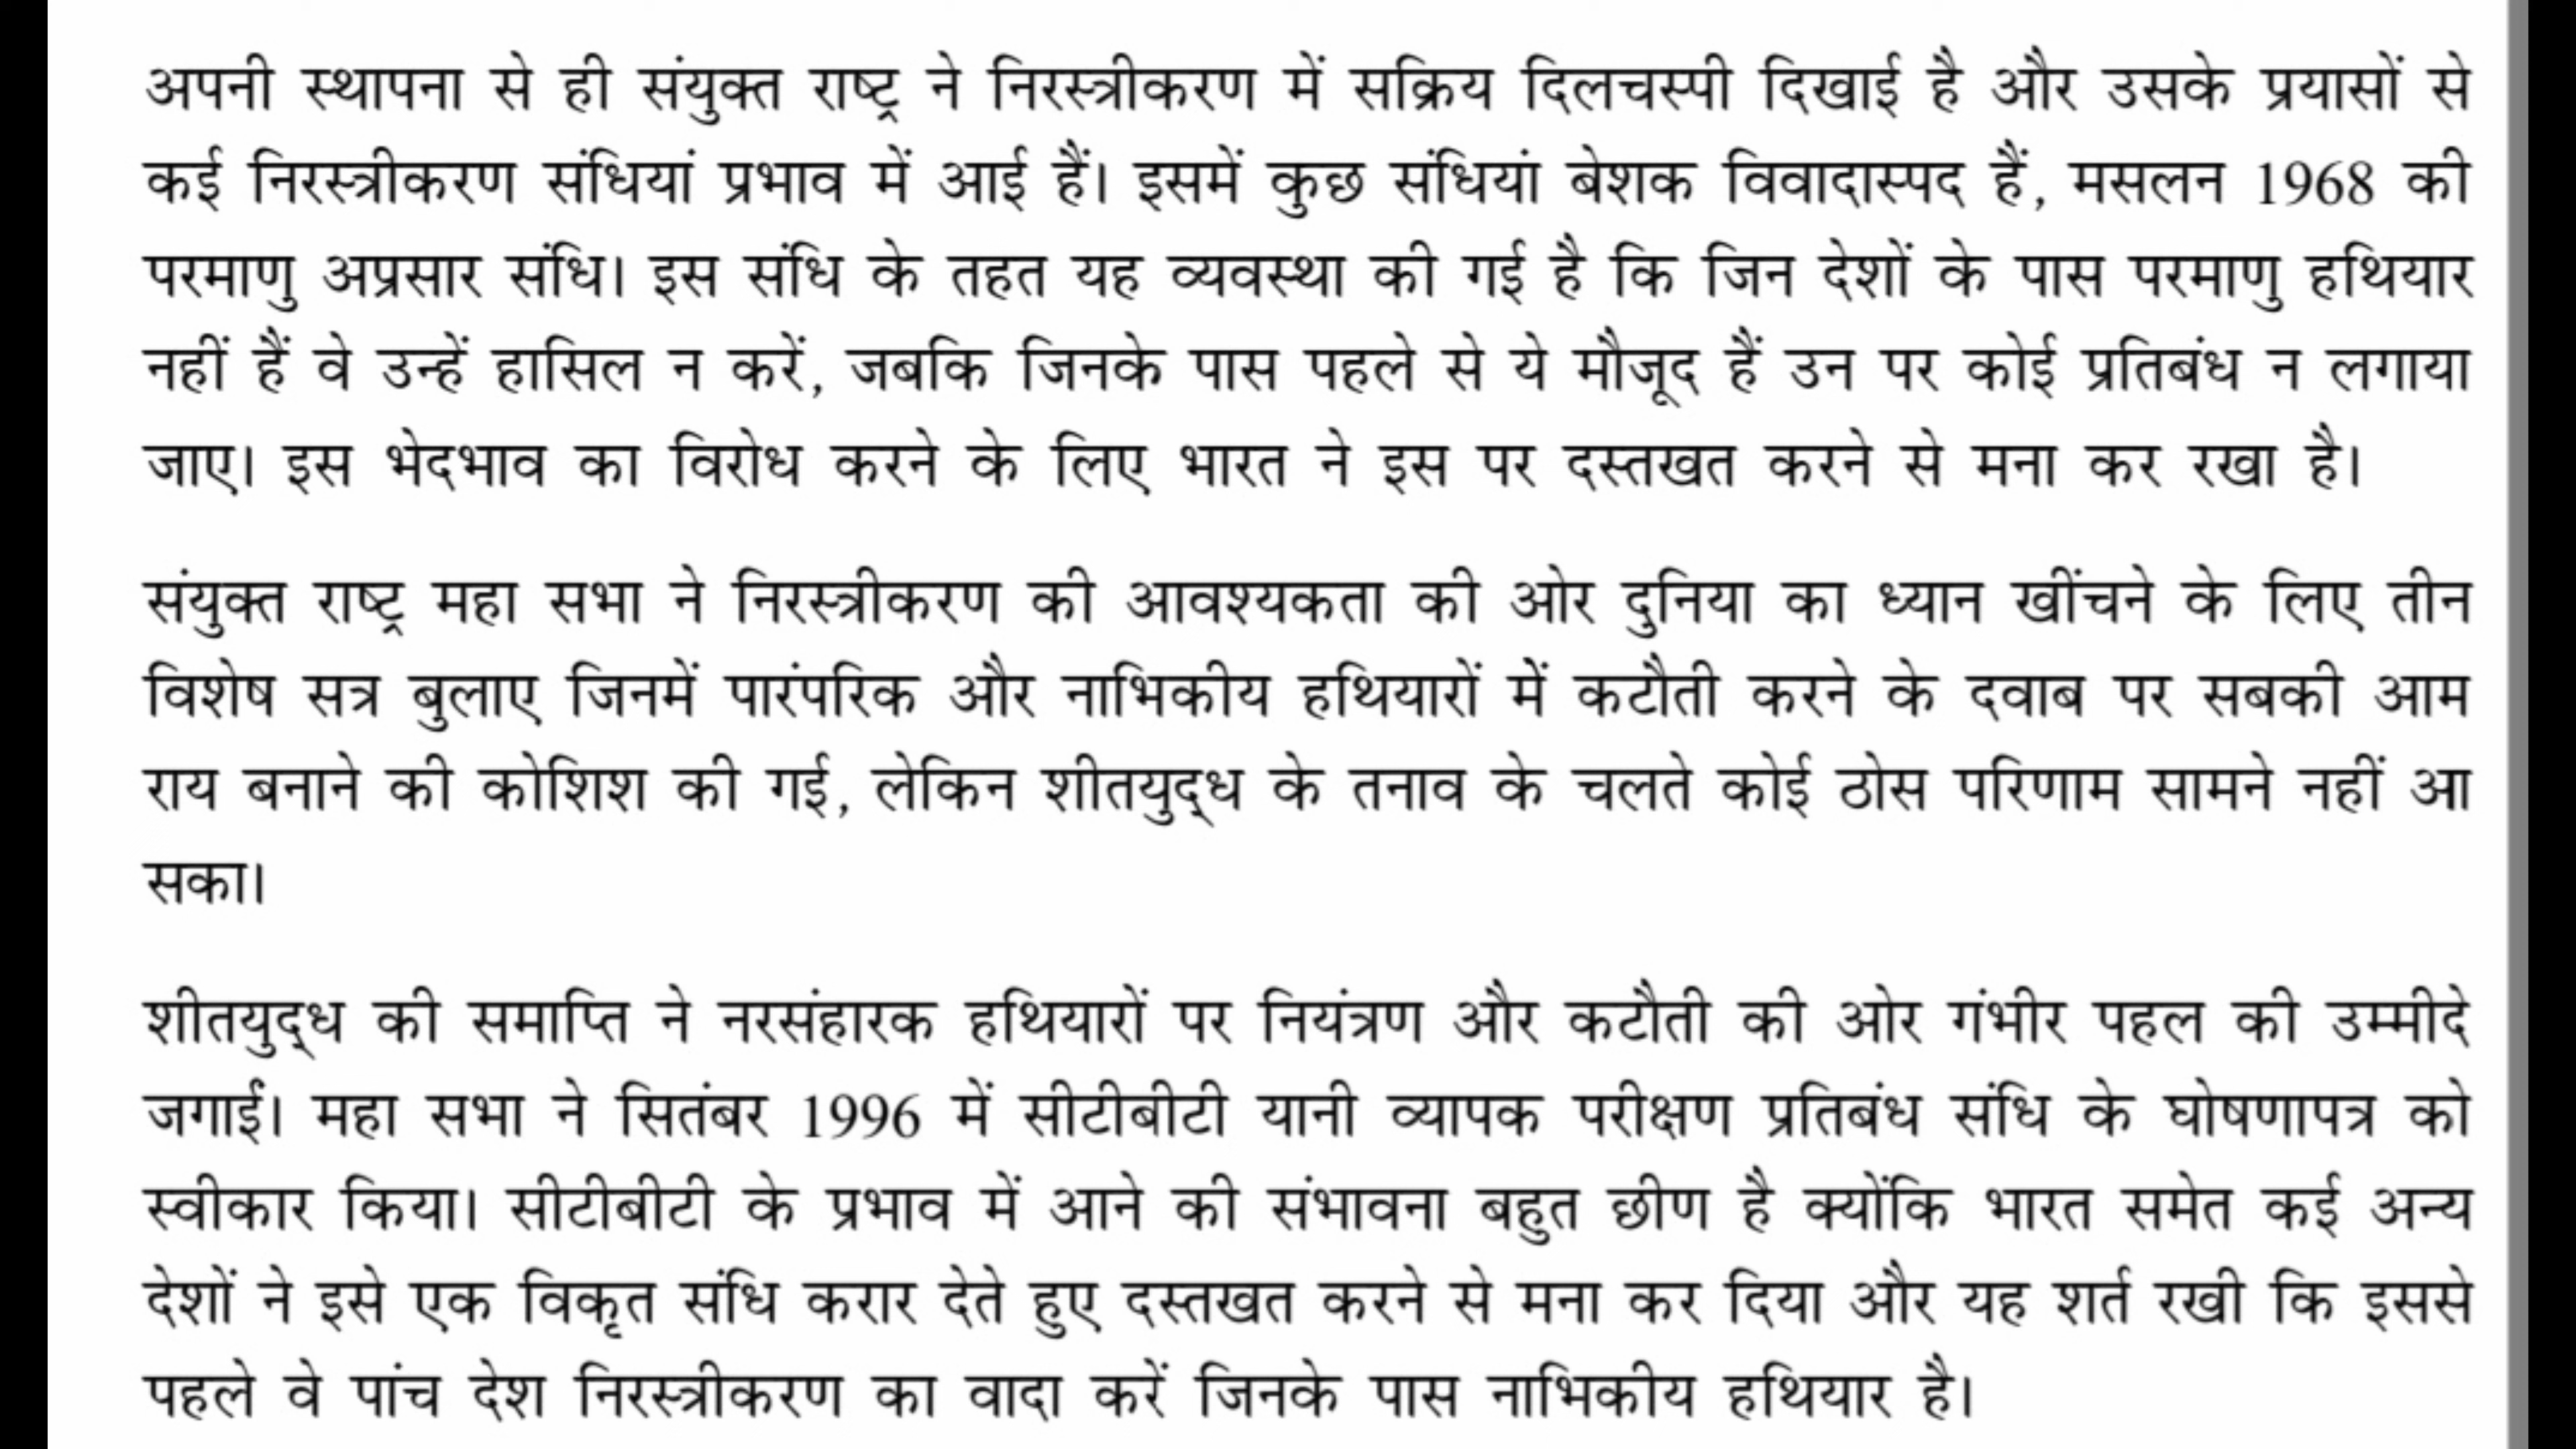 अपनी स्थापना से ही संयुक्त राष्ट्र ने निरस्त्रीकरण में सक्रिय दिलचस्पी दिखाई है और उसके प्रयासों से
कई निरस्त्रीकरण संधियां प्रभाव में आई हैं। इसमें कुछ संधियां बेशक विवादास्पद हैं, मसलन 1968 की
परमाणु अप्रसार संधि। इस संधि के तहत यह व्यवस्था की गई है कि जिन देशों के पास परमाणु हथियार
नहीं हैं वे उन्हें हासिल न करें, जबकि जिनके पास पहले से ये मौजूद हैं उन पर कोई प्रतिबंध न लगाया
जाए। इस भेदभाव का विरोध करने के लिए भारत ने इस पर दस्तखत करने से मना कर रखा है।
संयुक्त राष्ट्र महा सभा ने निरस्त्रीकरण की आवश्यकता की ओर दुनिया का ध्यान खींचने के लिए तीन
विशेष सत्र बुलाए जिनमें पारंपरिक और नाभिकीय हथियारों में कटौती करने के दवाब पर सबकी आम
राय बनाने की कोशिश की गई, लेकिन शीतयुद्ध के तनाव के चलते कोई ठोस परिणाम सामने नहीं आ
सका।
शीतयुद्ध की समाप्ति ने नरसंहारक हथियारों पर नियंत्रण और कटौती की ओर गंभीर पहल की उम्मीदे
जगाईं। महा सभा ने सितंबर 1996 में सीटीबीटी यानी व्यापक परीक्षण प्रतिबंध संधि के घोषणापत्र को
स्वीकार किया। सीटीबीटी के प्रभाव में आने की संभावना बहुत छीण है क्योंकि भारत समेत कई अन्य
देशों ने इसे एक विकृत संधि करार देते हुए दस्तखत करने से मना कर दिया और यह शर्त रखी कि इससे
पहले वे पांच देश निरस्त्रीकरण का वादा करें जिनके पास नाभिकीय हथियार है।